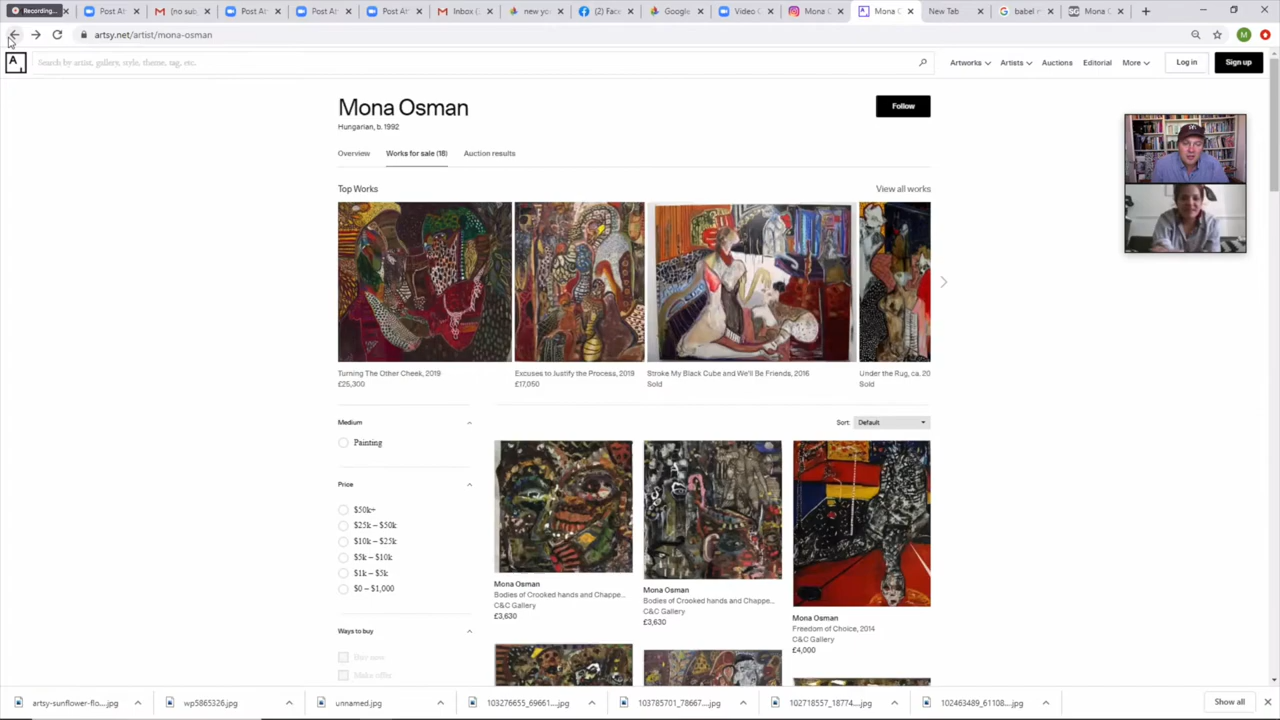 Recording...
Post At
[no sub
Post At
Post At
Post At
new yo
(2) Face
Google
Vide
Mona C
Mona C
New Tab
babel m
Mona C
artsy.net/artist/mona-osman
M
A
Search by artist, gallery, style, theme, tag, etc.
Artworks
Artists
Auctions
Editorial
More
Log in
Sign up
Mona Osman
Follow
Hungarian, b. 1992
Overview
Works for sale (18)
Auction results
Top Works
View all works
Turning The Other Cheek, 2019
£25,300
Excuses to Justify the Process, 2019
£17,050
Stroke My Black Cube and We'll Be Friends, 2016
Sold
Under the Rug, ca. 20
Sold
Medium
Sort:
Default
Painting
Price
$50k+
$25k – $50k
$10k – $25k
$5k – $10k
$1k – $5k
$0 – $1,000
Ways to buy
Buy now
Make offer
Mona Osman
Bodies of Crooked hands and Chappe...
C&C Gallery
£3,630
Mona Osman
Bodies of Crooked hands and Chappe...
C&C Gallery
£3,630
Mona Osman
Freedom of Choice, 2014
C&C Gallery
£4,000
artsy-sunflower-flo....jpg
wp5865326.jpg
unnamed.jpg
103276655_69661....jpg
103785701_78667....jpg
102718557_18774....jpg
102463489_61108....jpg
Show all